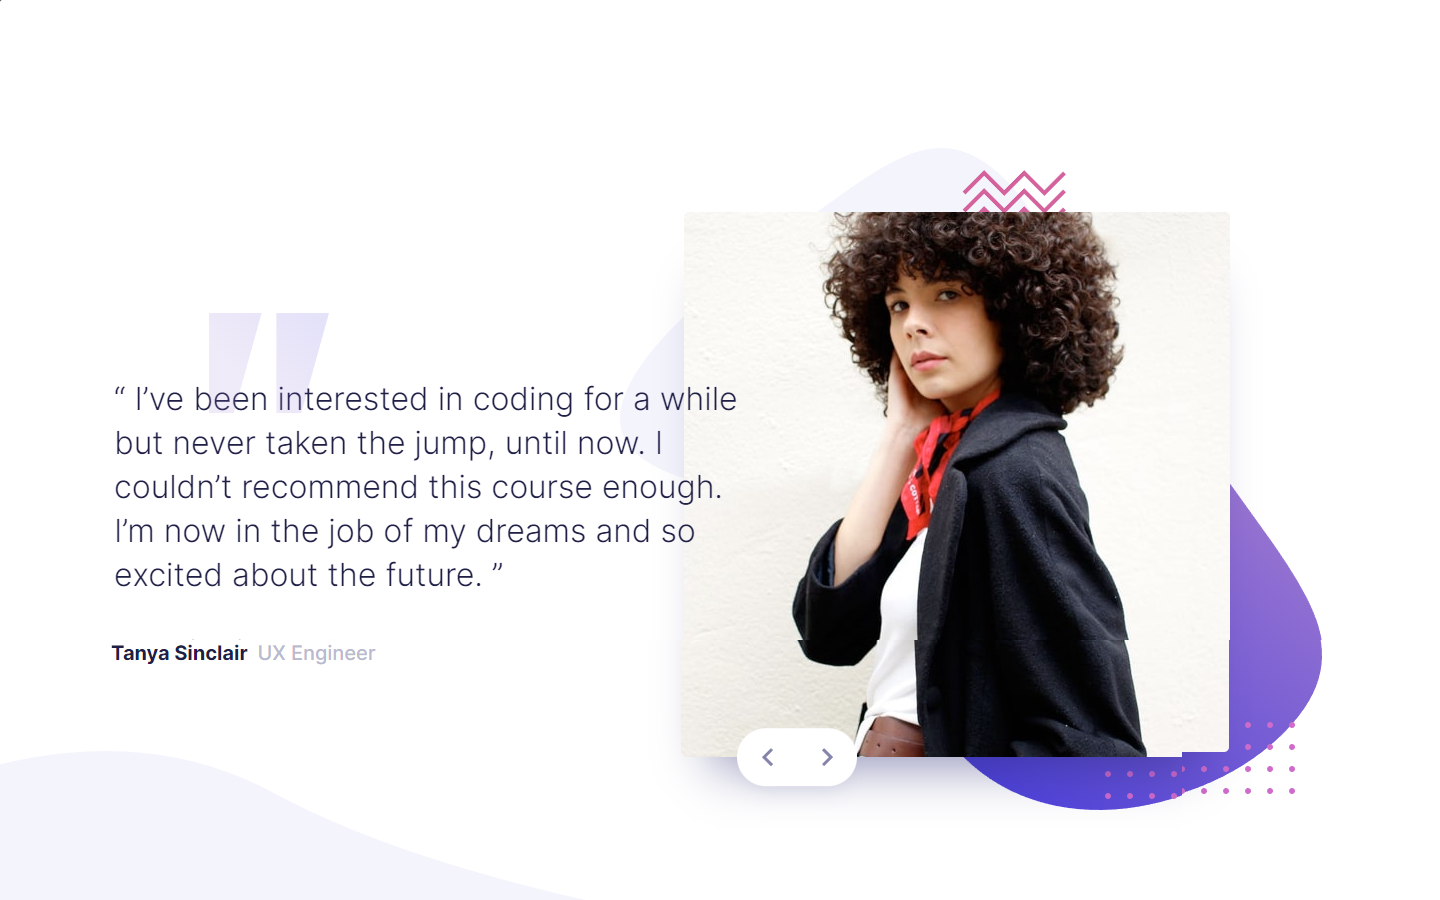 “ I’ve been interested in coding for a while
but never taken the jump, until now. I
couldn’t recommend this course enough.
I’m now in the job of my dreams and so
excited about the future. ”
Tanya Sinclair UX Engineer